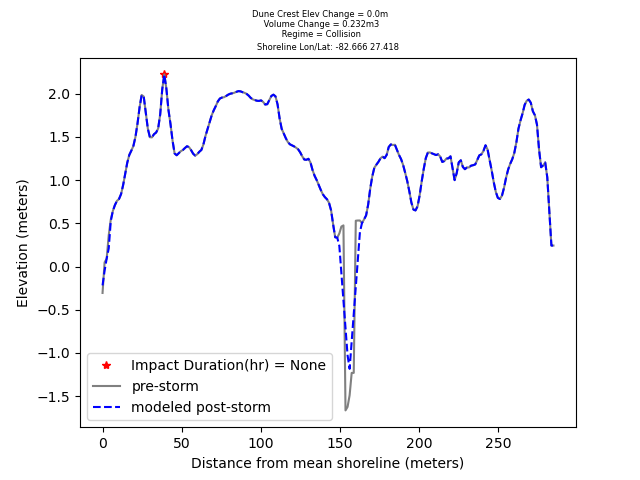 Dune Crest Elev Change = 0.0m
Volume Change = 0.232m3
Regime = Collision
Shoreline Lon/Lat: -82.666 27.418
2.0
1.5
1.0
0.5
0.0
−0.5
−1.0
−1.5
Elevation (meters)
Impact Duration(hr) = None
pre-storm
modeled post-storm
0 50 100 150 200 250
Distance from mean shoreline (meters)